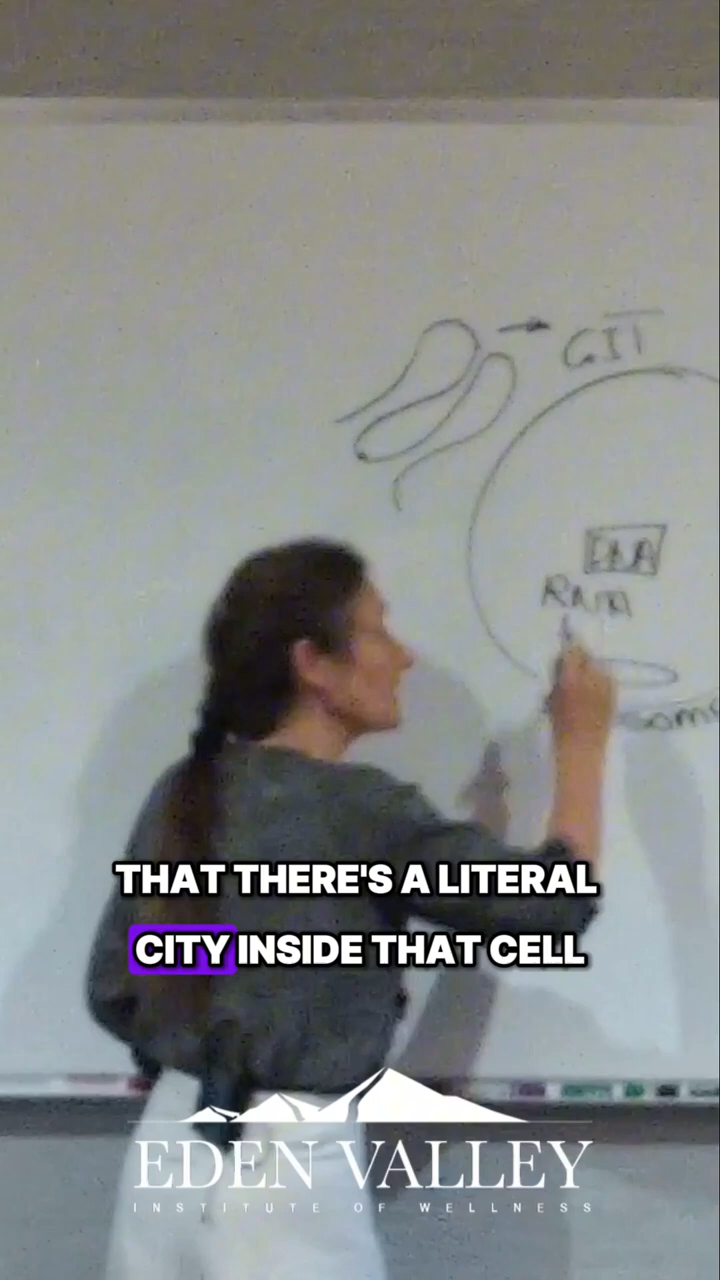 GIT
DNA
RNA
THAT THERE'S A LITERAL
CITY INSIDE THAT CELL
EDEN VALLEY
INSTITUTE OF WELLNESS